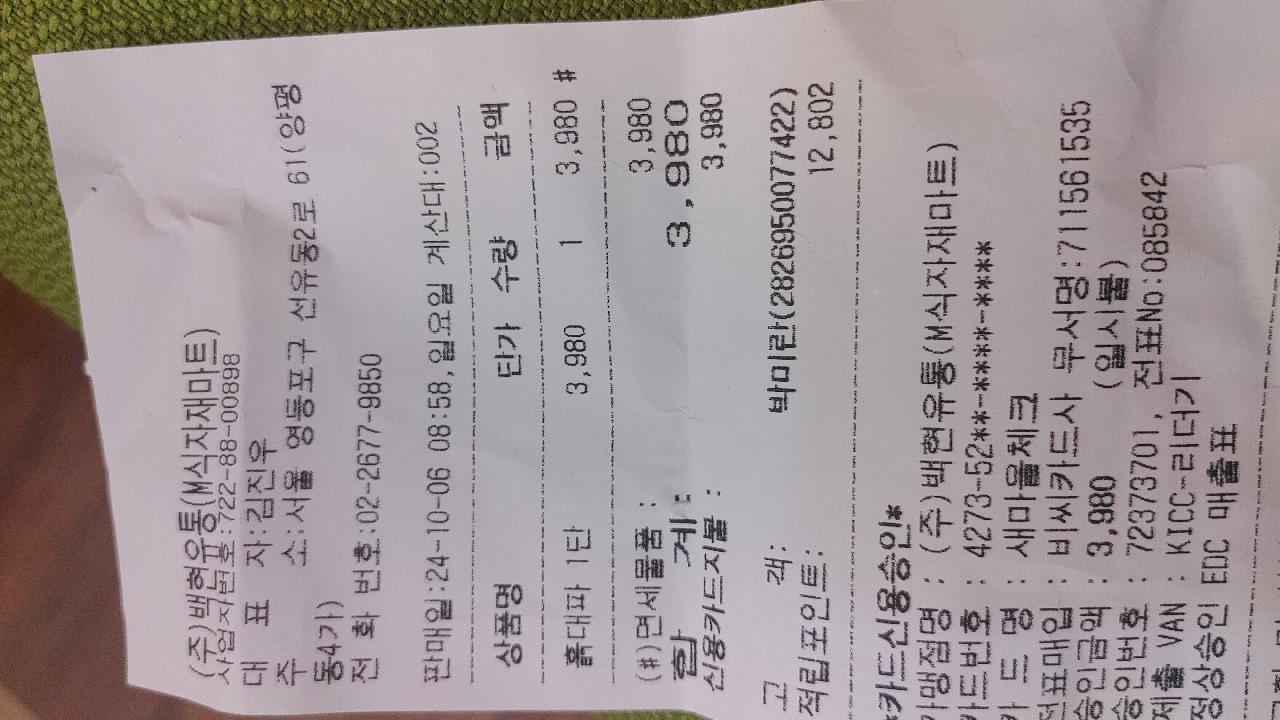 (주)백현유통(M식자재마트)
사업자번호:722-88-00898
대 표 자:김진우
주 소:서울 영등포구 선유동2로 61(양평
동4가)
전 화 번호:02-2677-9850
판매일:24-10-06 08:58,일요일 계산대:002
상품명 단가 수량 금액
흙대파 1단 3,980 1 3,980 #
(#)면세물품 : 3,980
합 계 : 3,980
신용카드지불 : 3,980
고 객: 박미란(2826950077422)
적립포인트: 12,802
*카드신용승인*
가맹점명 : (주)백현유통(M식자재마트)
카드번호 : 4273-52**-****-****
카 드 명 : 새마을체크
전표매입 : 비씨카드사 무서명:711561535
승인금액 : 3,980 (일시불)
승인번호 : 72373701, 전표No:085842
제출 VAN : KICC-리더기
정상승인 EDC 매출표